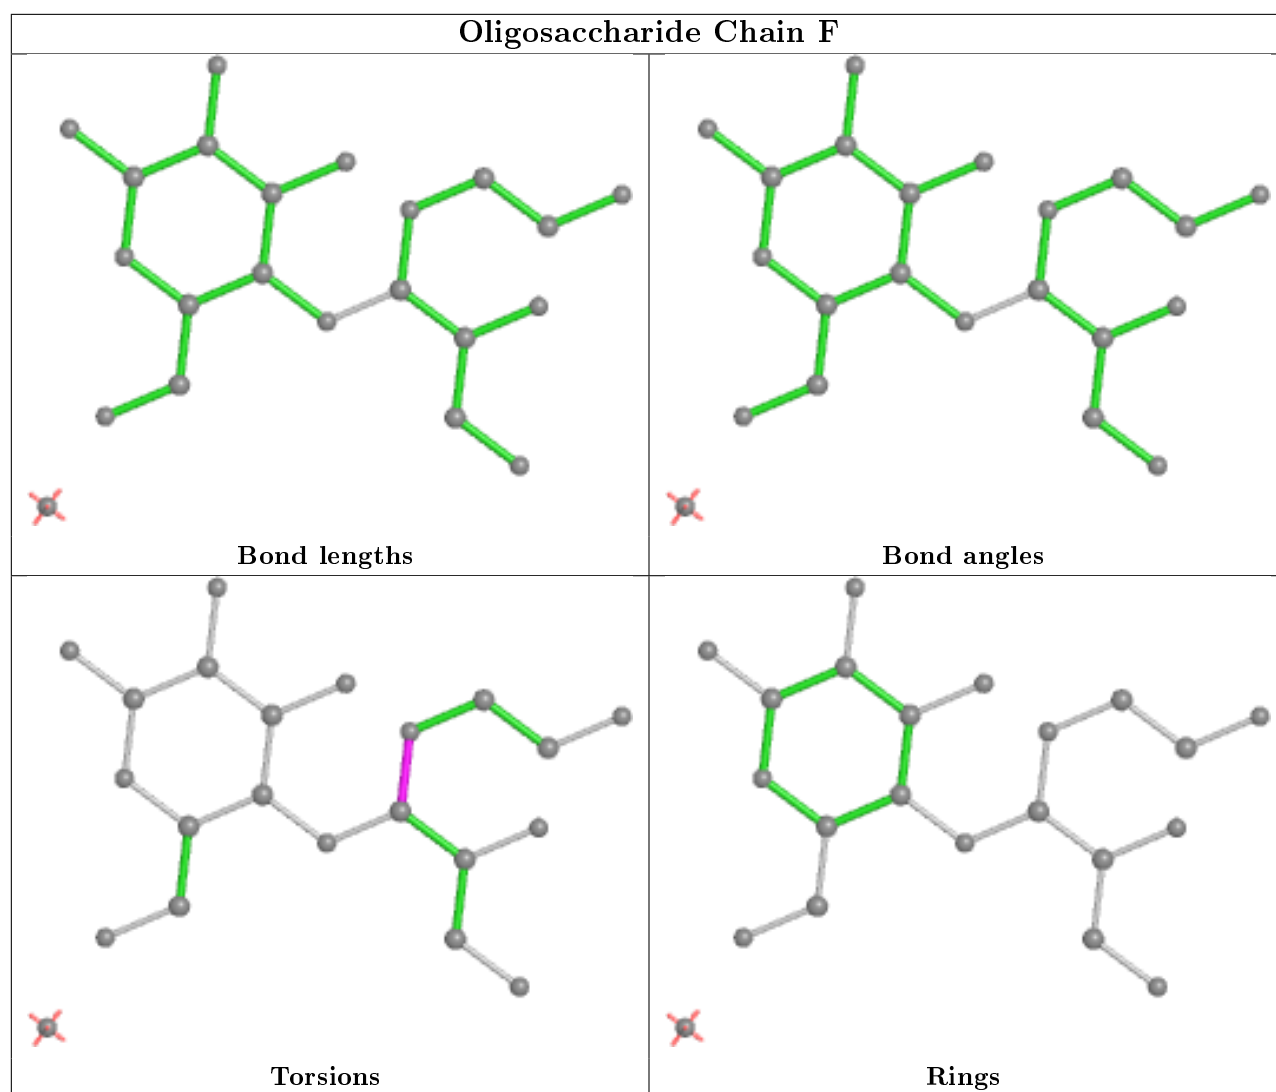 Oligosaccharide Chain F
Bond lengths
Bond angles
Torsions
Rings